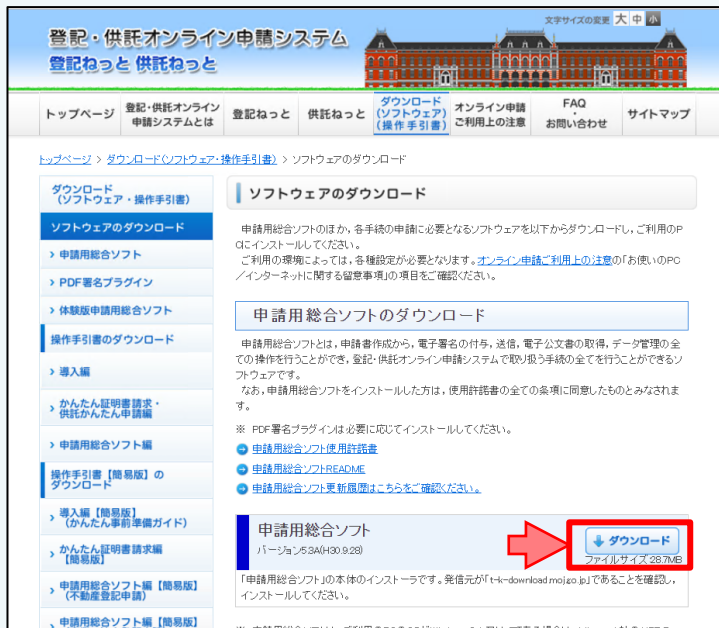 文字サイズの変更 大 中 小
登記・供託オンライン申請システム
登記ねっと 供託ねっと
トップページ
登記・供託オンライン
申請システムとは
登記ねっと
供託ねっと
ダウンロード
(ソフトウェア)
(操作手引書)
オンライン申請
ご利用上の注意
FAQ
・
お問い合わせ
サイトマップ
トップページ > ダウンロード(ソフトウェア・操作手引書) > ソフトウェアのダウンロード
ダウンロード
(ソフトウェア・操作手引書)
ソフトウェアのダウンロード
> 申請用総合ソフト
> PDF署名プラグイン
> 体験版申請用総合ソフト
操作手引書のダウンロード
> 導入編
> かんたん証明書請求・
供託かんたん申請編
> 申請用総合ソフト編
操作手引書【簡易版】の
ダウンロード
> 導入編【簡易版】
(かんたん事前準備ガイド)
> かんたん証明書請求編
【簡易版】
> 申請用総合ソフト編【簡易版】
(不動産登記申請)
> 申請用総合ソフト編【簡易版】
ソフトウェアのダウンロード
申請用総合ソフトのほか，各手続の申請に必要となるソフトウェアを以下からダウンロードし，ご利用のP
Cにインストールしてください。
ご利用の環境によっては，各種設定が必要となります。オンライン申請ご利用上の注意の「お使いのPC
／インターネットに関する留意事項」の項目をご確認ください。
申請用総合ソフトのダウンロード
申請用総合ソフトとは，申請書作成から，電子署名の付与，送信，電子公文書の取得，データ管理の全
ての操作を行うことができ，登記・供託オンライン申請システムで取り扱う手続の全てを行うことができるソ
フトウェアです。
なお，申請用総合ソフトをインストールした方は，使用許諾書の全ての条項に同意したものとみなされま
す。
※ PDF署名プラグインは必要に応じてインストールしてください。
申請用総合ソフト使用許諾書
申請用総合ソフトREADME
申請用総合ソフト更新履歴はこちらをご確認ください。
申請用総合ソフト
バージョン5.3A(H30.9.28)
ダウンロード
ファイルサイズ:28.7MB
「申請用総合ソフト」の本体のインストーラです。発信元が「t-k-download.moj.go.jp」であることを確認し，
インストールしてください。